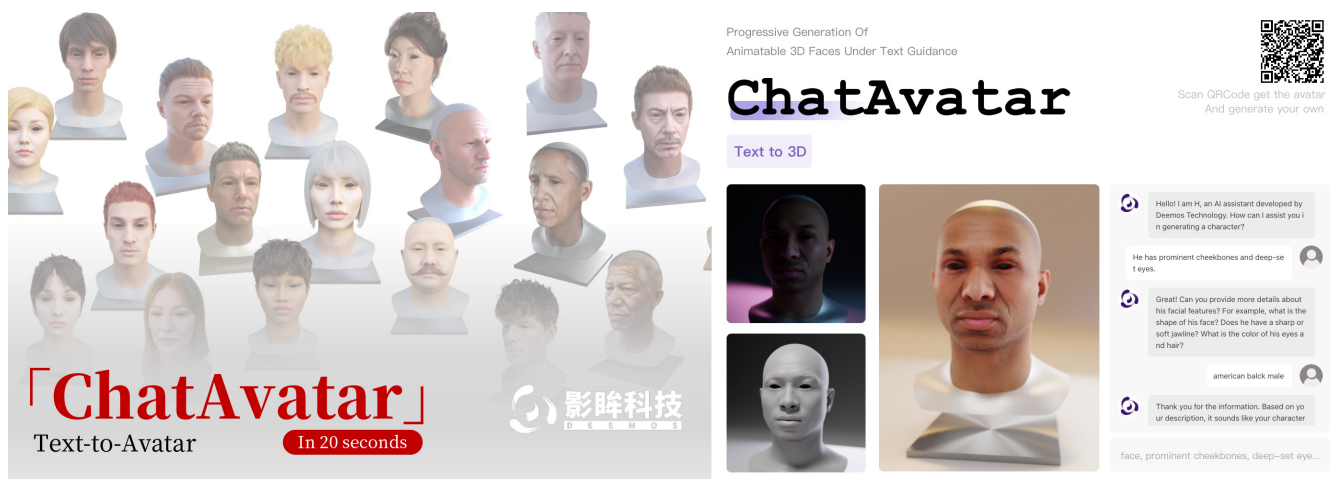 「ChatAvatar」
Text-to-Avatar
In 20 seconds
影眸科技
DEEMOS
Progressive Generation Of
Animatable 3D Faces Under Text Guidance
ChatAvatar
Text to 3D
Scan QRCode get the avatar
And generate your own
Hello! I am H, an AI assistant developed by
Deemos Technology. How can I assist you i
n generating a character?
He has prominent cheekbones and deep-se
t eyes.
Great! Can you provide more details about
his facial features? For example, what is the
shape of his face? Does he have a sharp or
soft jawline? What is the color of his eyes a
nd hair?
american balck male
Thank you for the information. Based on yo
ur description, it sounds like your character
face, prominent cheekbones, deep-set eye...